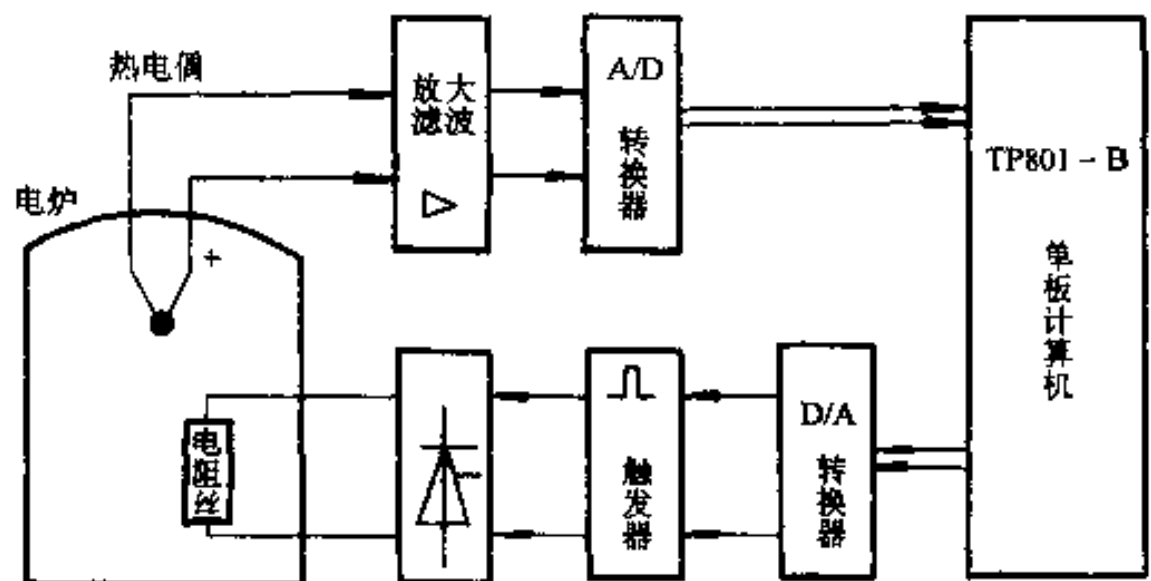 热电偶
放大
滤波
A/D
转换器
TP801-B
单板计算机
电炉
+
电阻丝
触发器
D/A
转换器